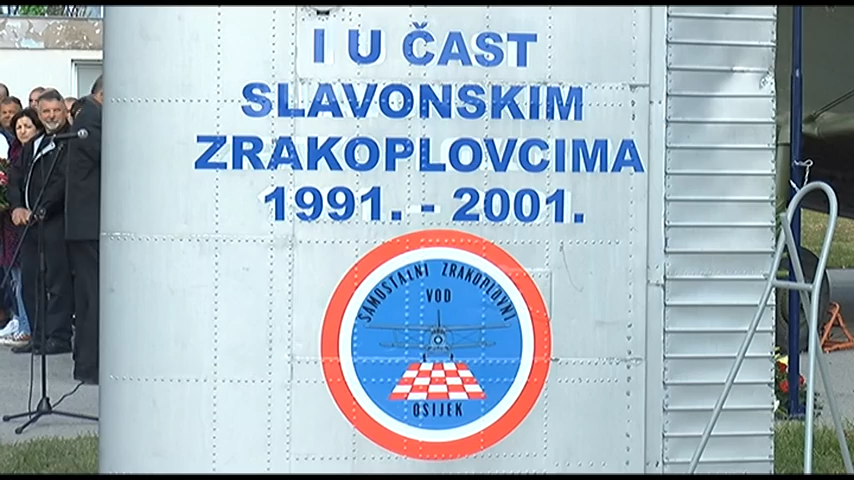 I U ČAST
SLAVONSKIM
ZRAKOPLOVCIMA
1991. - 2001.
SAMOSTALNI ZRAKOPLOVNI
VOD
OSIJEK